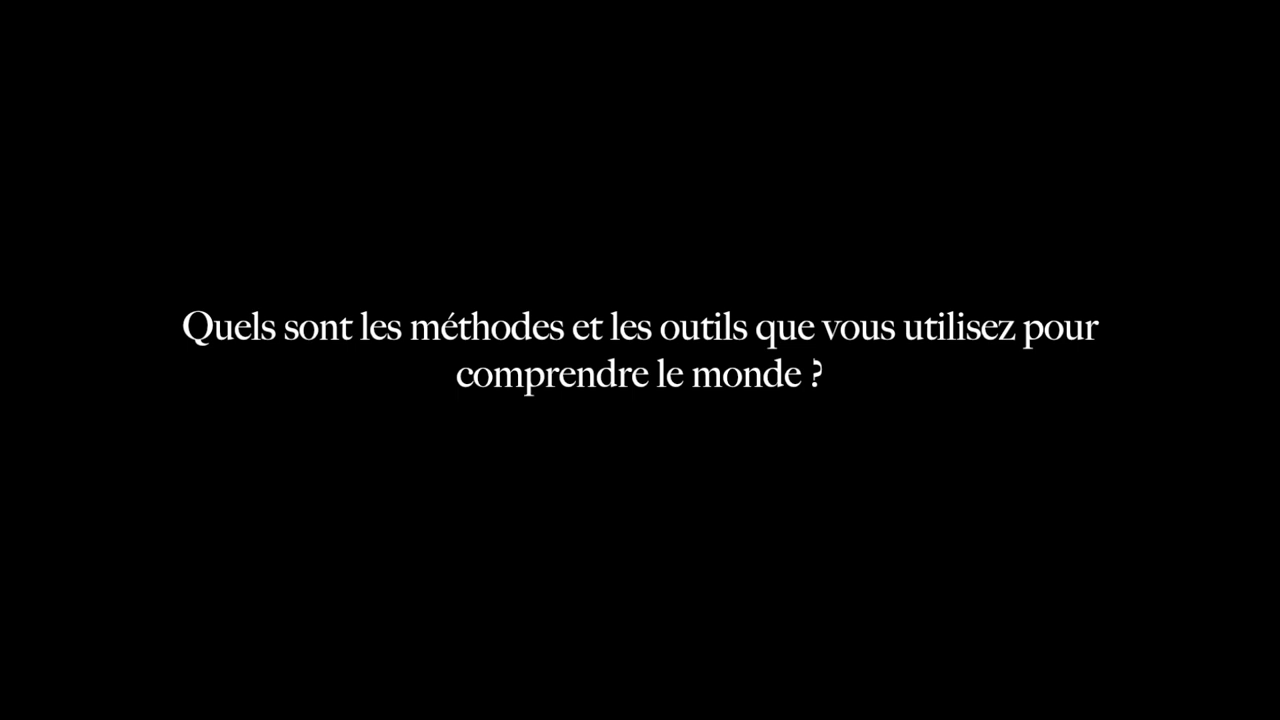 Quels sont les méthodes et les outils que vous utilisez pour
comprendre le monde ?